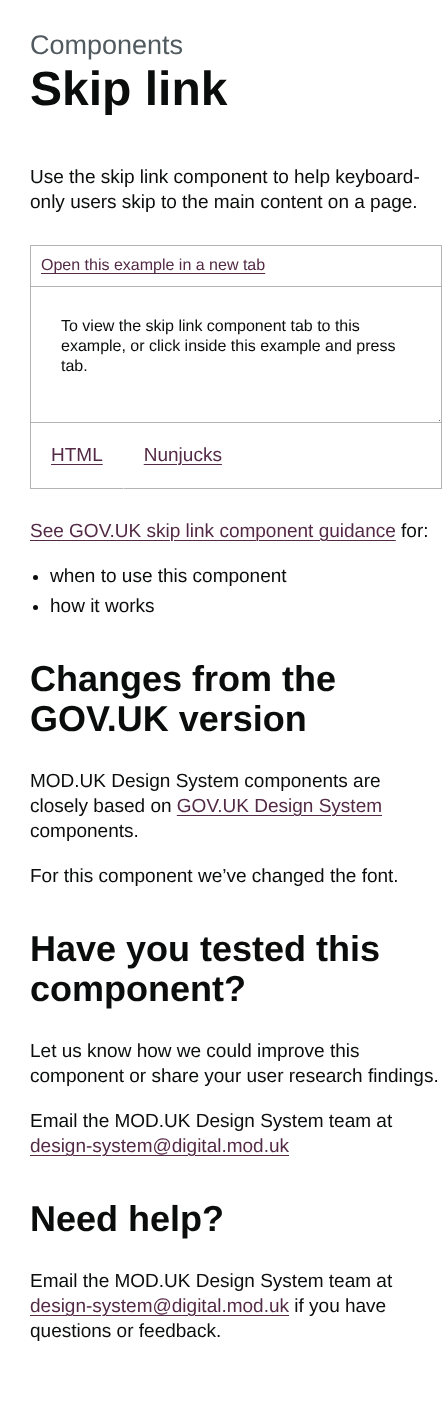 Components
Skip link
Use the skip link component to help keyboard-
only users skip to the main content on a page.
Open this example in a new tab
To view the skip link component tab to this
example, or click inside this example and press
tab.
HTML Nunjucks
See GOV.UK skip link component guidance for:
• when to use this component
• how it works
Changes from the
GOV.UK version
MOD.UK Design System components are
closely based on GOV.UK Design System
components.
For this component we’ve changed the font.
Have you tested this
component?
Let us know how we could improve this
component or share your user research findings.
Email the MOD.UK Design System team at
design-system@digital.mod.uk
Need help?
Email the MOD.UK Design System team at
design-system@digital.mod.uk if you have
questions or feedback.